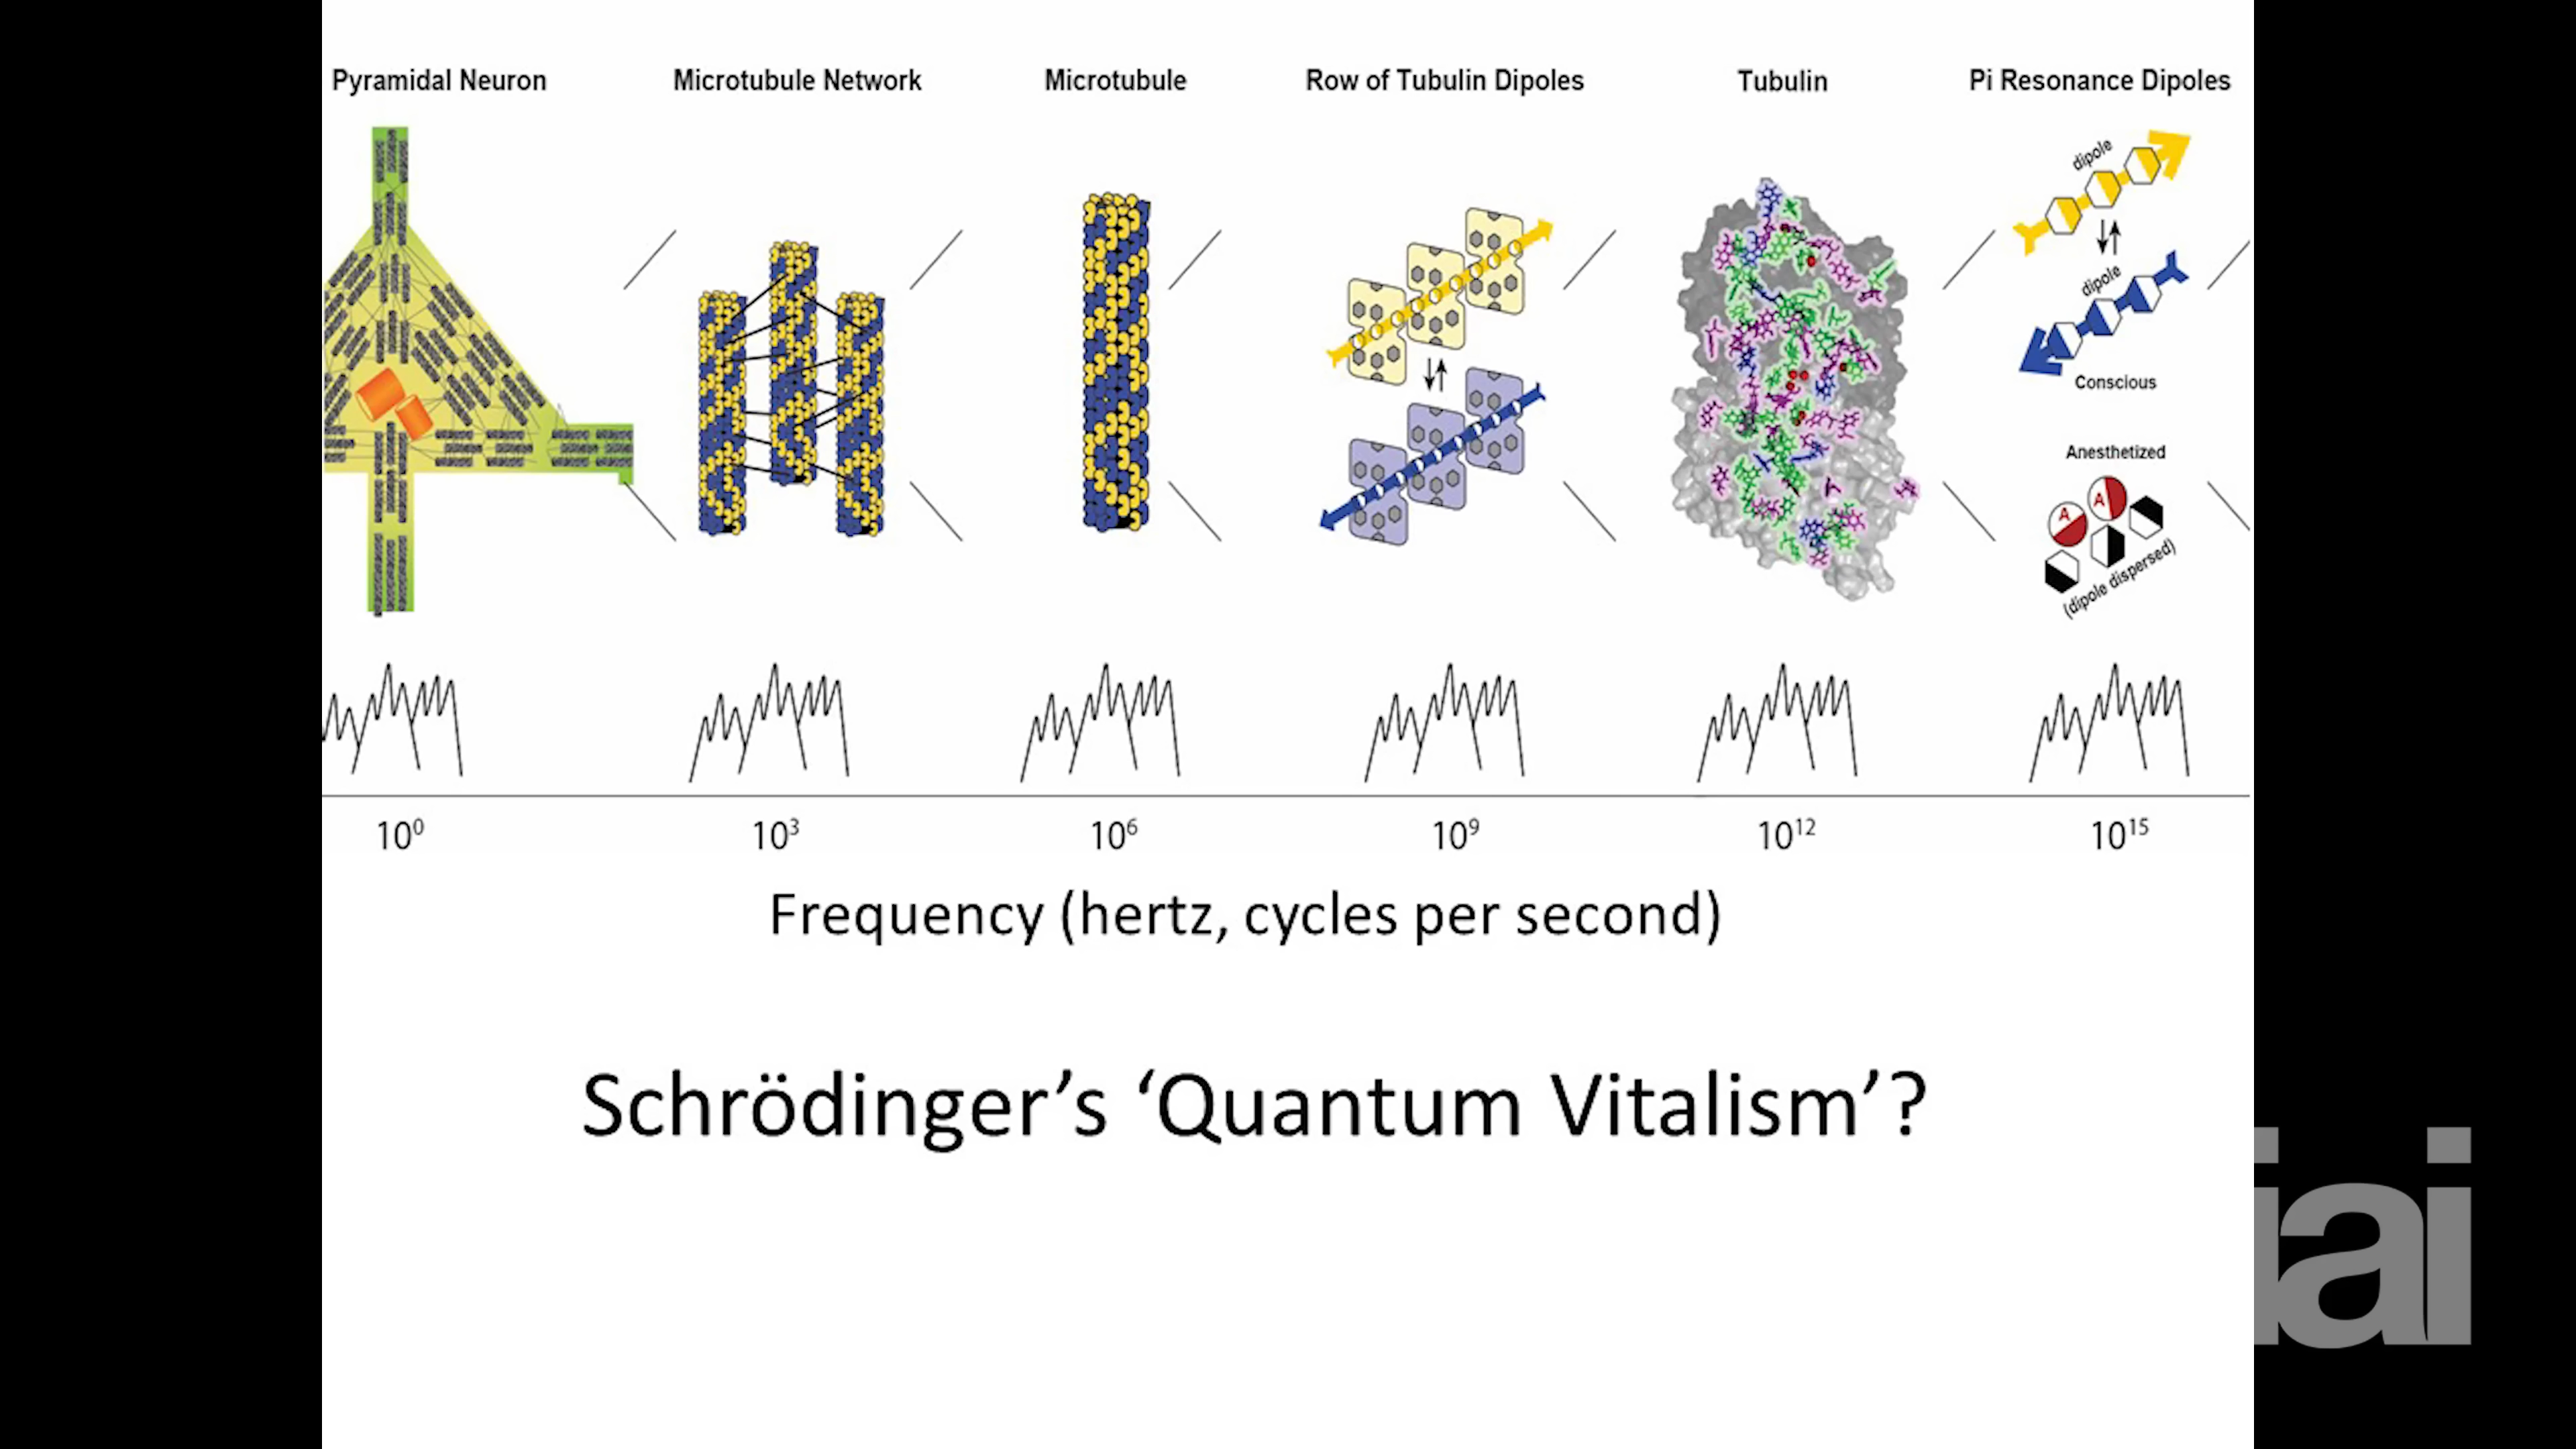 Pyramidal Neuron
Microtubule Network
Microtubule
Row of Tubulin Dipoles
Tubulin
Pi Resonance Dipoles
dipole
dipole
Conscious
Anesthetized
A
A
(dipole dispersed)
10⁰
10³
10⁶
10⁹
10¹²
10¹⁵
Frequency (hertz, cycles per second)
Schrödinger’s ‘Quantum Vitalism’?
iai